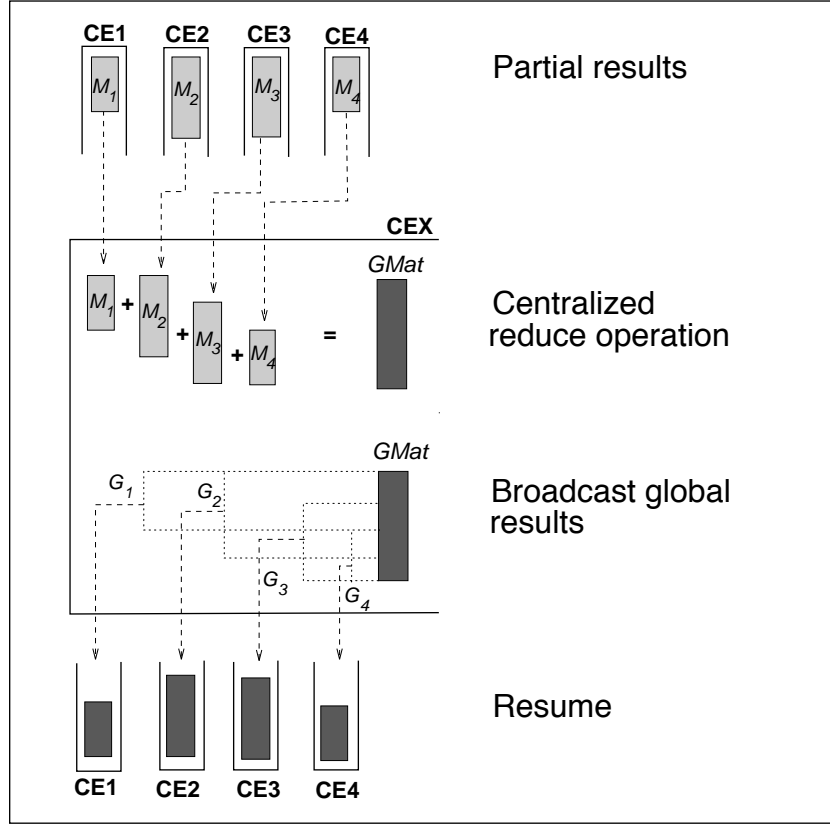 CE1 CE2 CE3 CE4
M1 M2 M3 M4
Partial results
CEX
GMat
M1 + M2 + M3 + M4 =
Centralized
reduce operation
GMat
G1 G2 G3 G4
Broadcast global
results
Resume
CE1 CE2 CE3 CE4